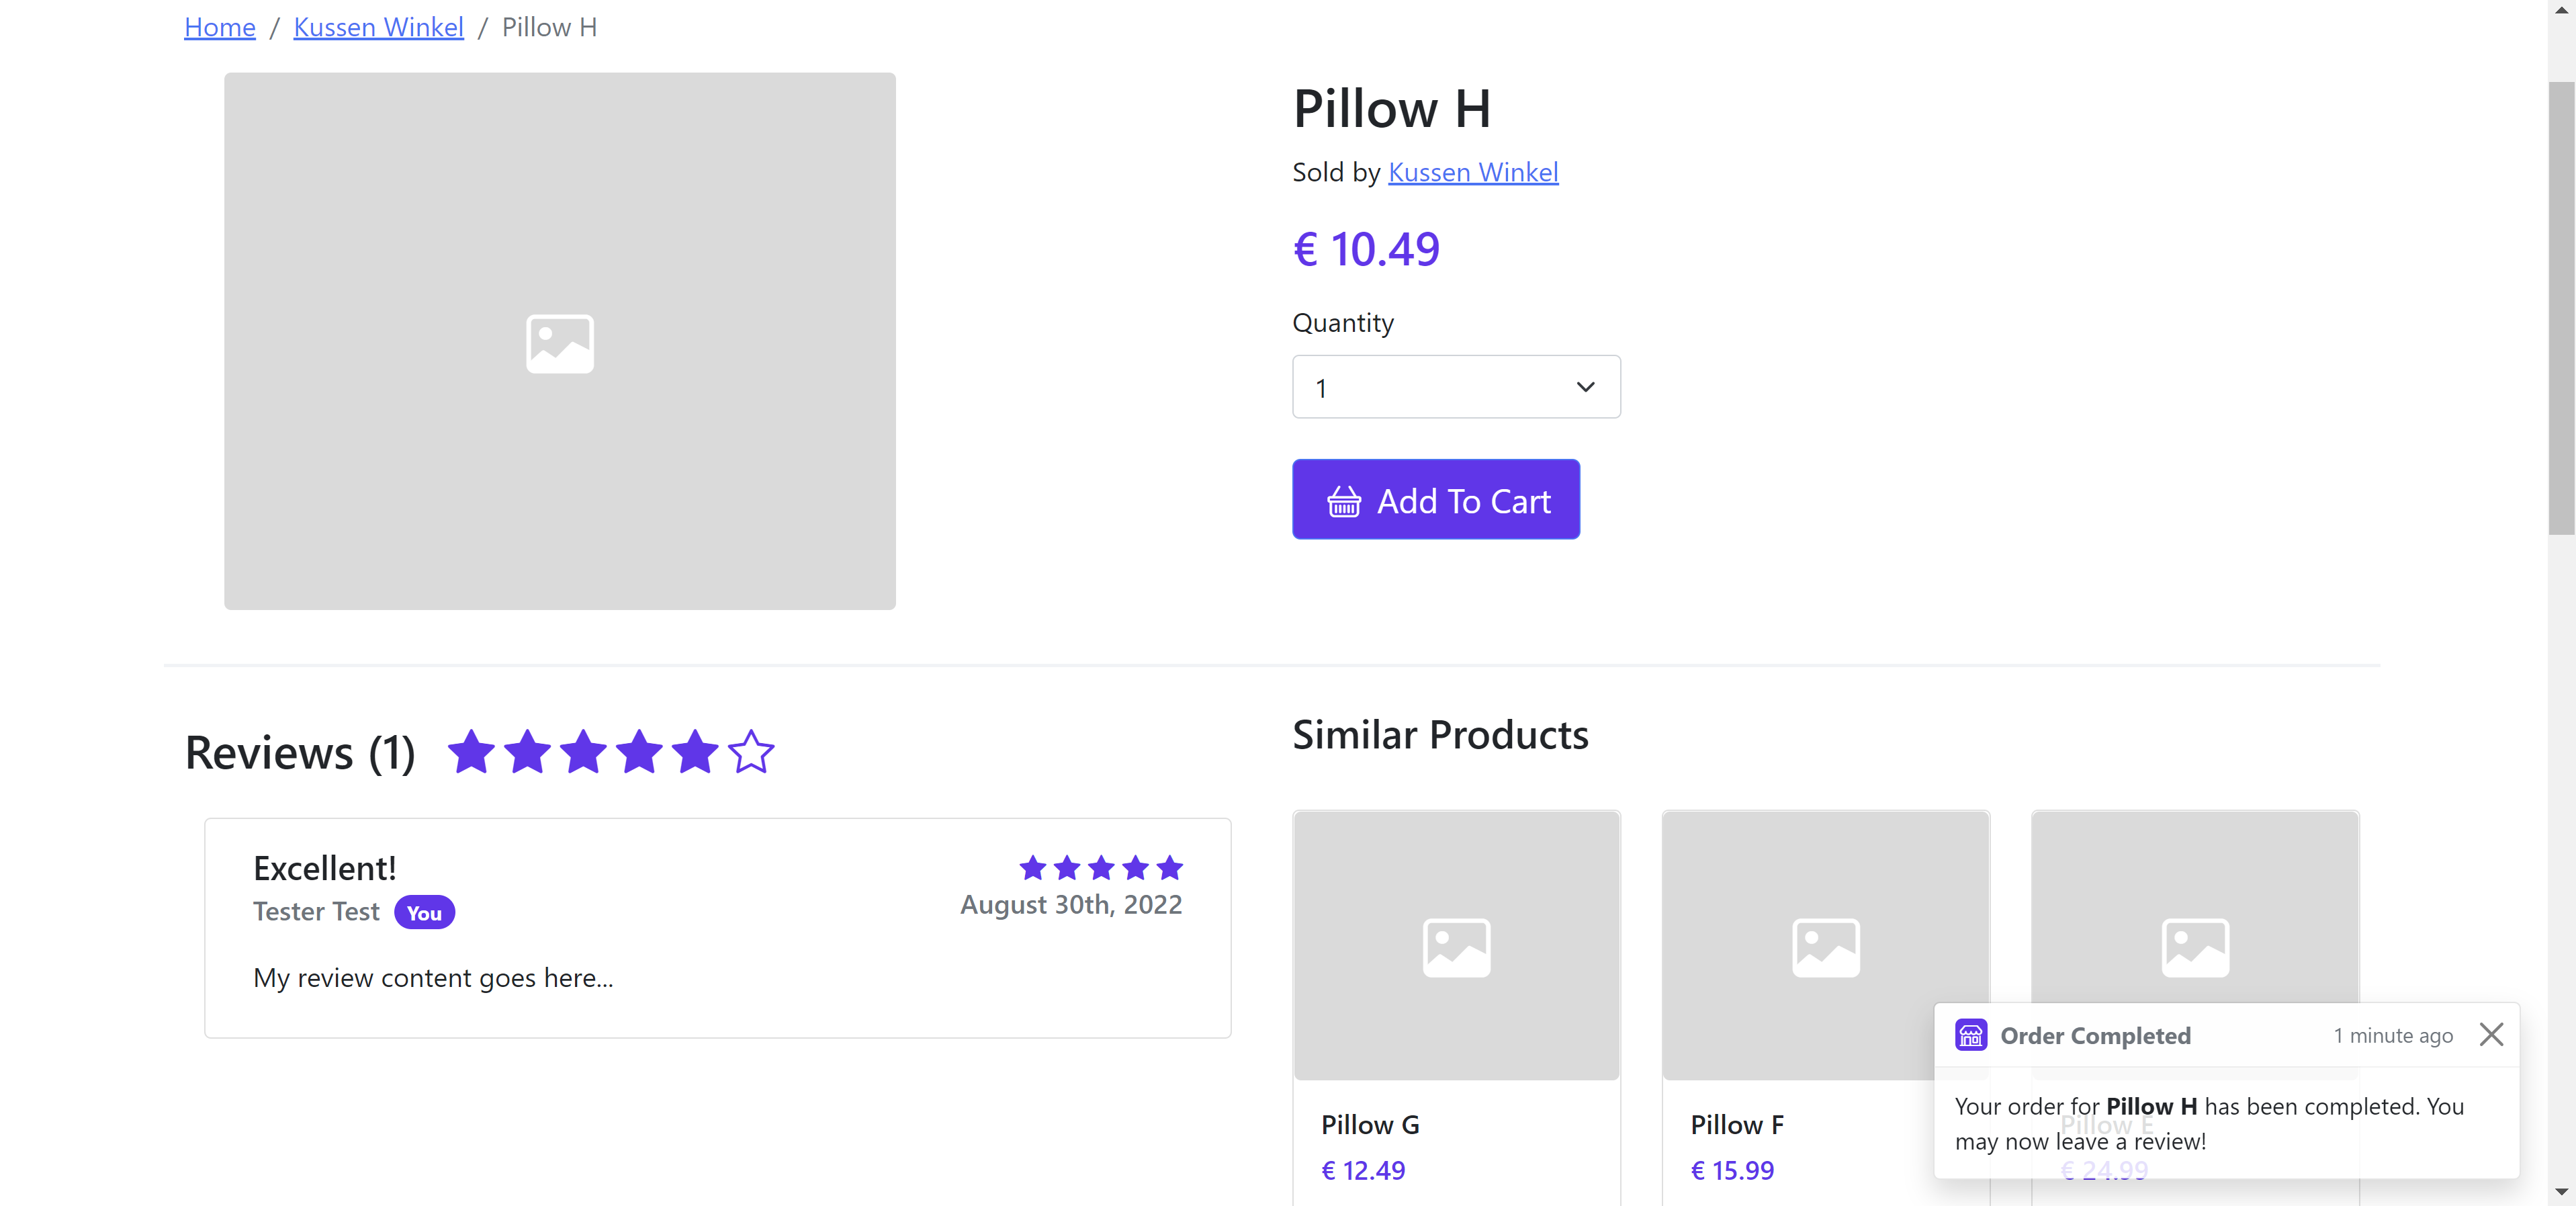 Home / Kussen Winkel / Pillow H
Pillow H
Sold by Kussen Winkel
€ 10.49
Quantity
1
Add To Cart
Reviews (1)
Excellent!
Tester Test You
August 30th, 2022
My review content goes here...
Similar Products
Pillow G
€ 12.49
Pillow F
€ 15.99
Pillow E
€ 24.99
Order Completed 1 minute ago
Your order for Pillow H has been completed. You
may now leave a review!